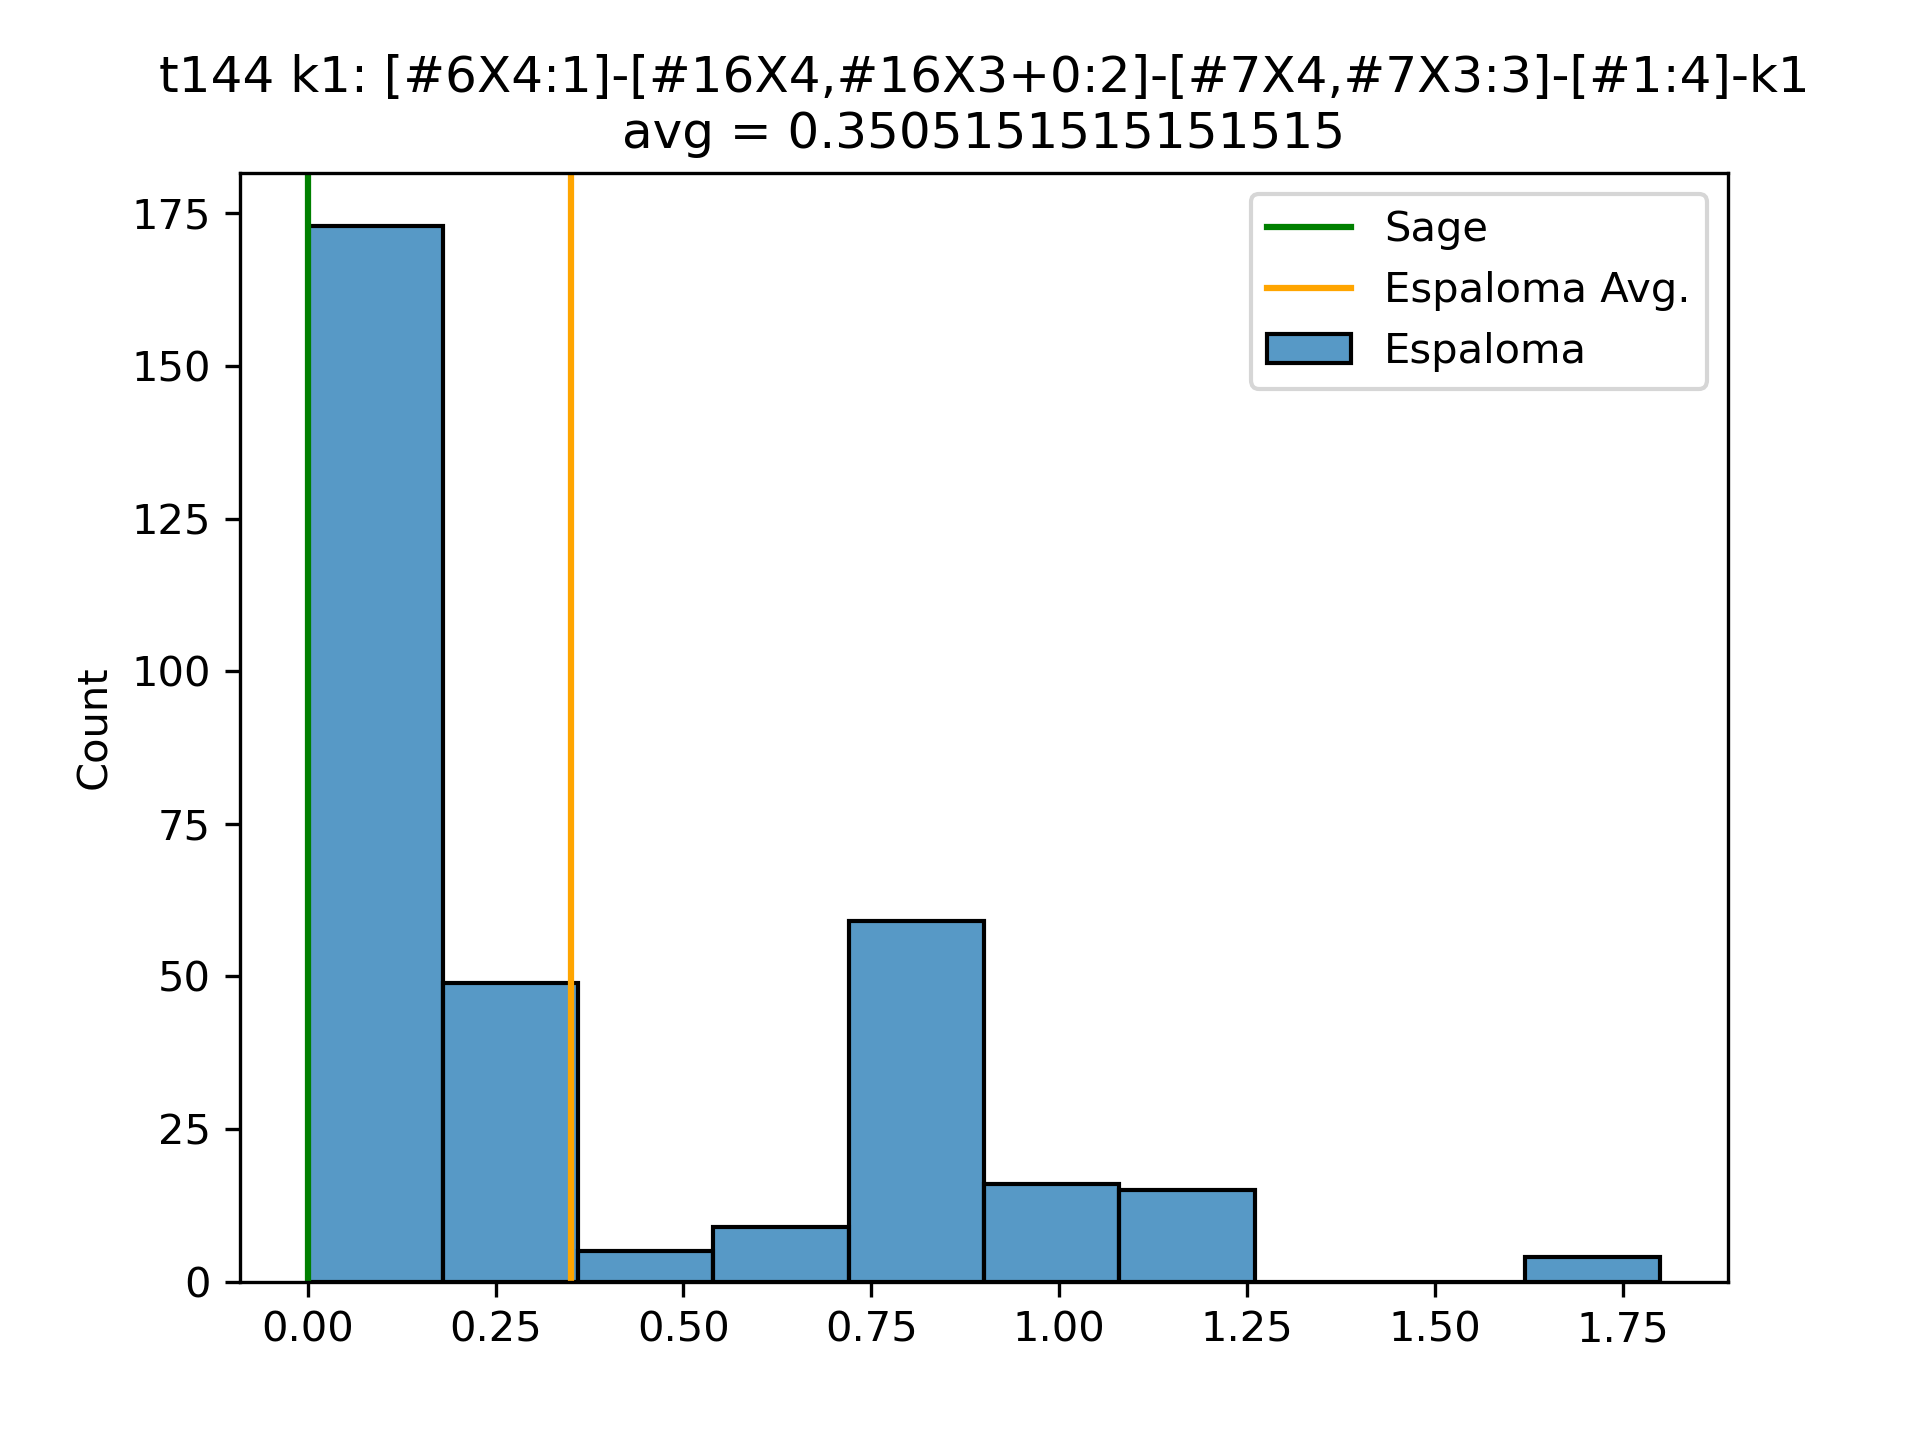 t144 k1: [#6X4:1]-[#16X4,#16X3+0:2]-[#7X4,#7X3:3]-[#1:4]-k1
avg = 0.3505151515151515
Sage
Espaloma Avg.
Espaloma
175
150
125
100
75
50
25
0
Count
0.00 0.25 0.50 0.75 1.00 1.25 1.50 1.75